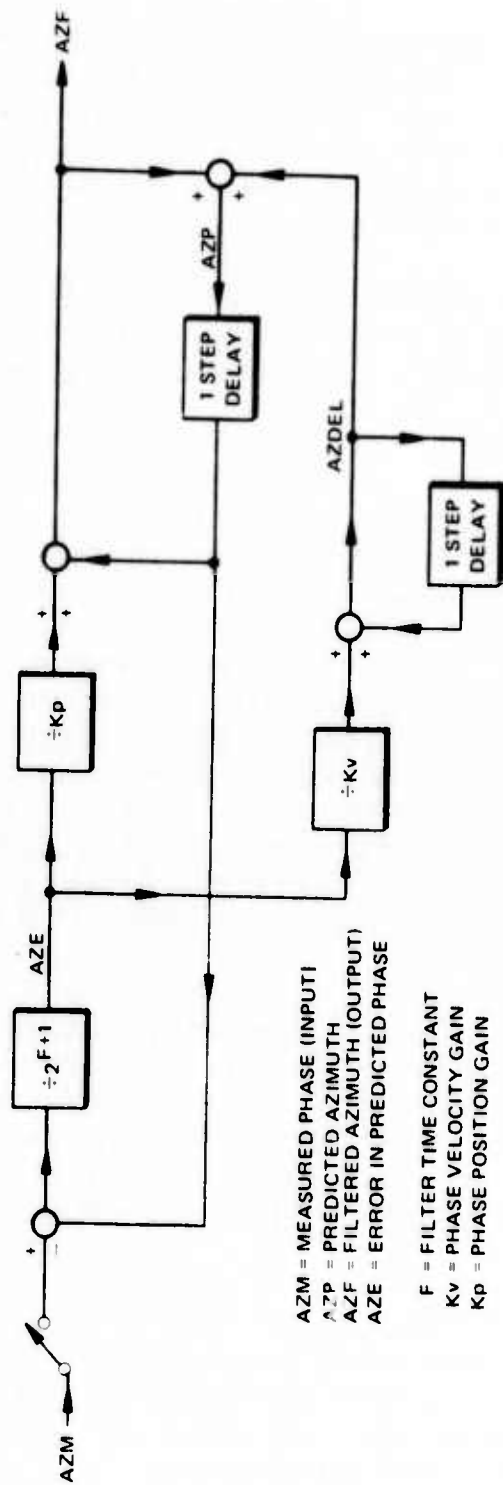 AZM
+
−
÷2F+1
AZE
÷Kp
+
+
AZF
+
+
AZP
1 STEP
DELAY
÷Kv
+
+
AZDEL
1 STEP
DELAY
AZM = MEASURED PHASE (INPUT)
AZP = PREDICTED AZIMUTH
AZF = FILTERED AZIMUTH (OUTPUT)
AZE = ERROR IN PREDICTED PHASE
F = FILTER TIME CONSTANT
Kv = PHASE VELOCITY GAIN
Kp = PHASE POSITION GAIN